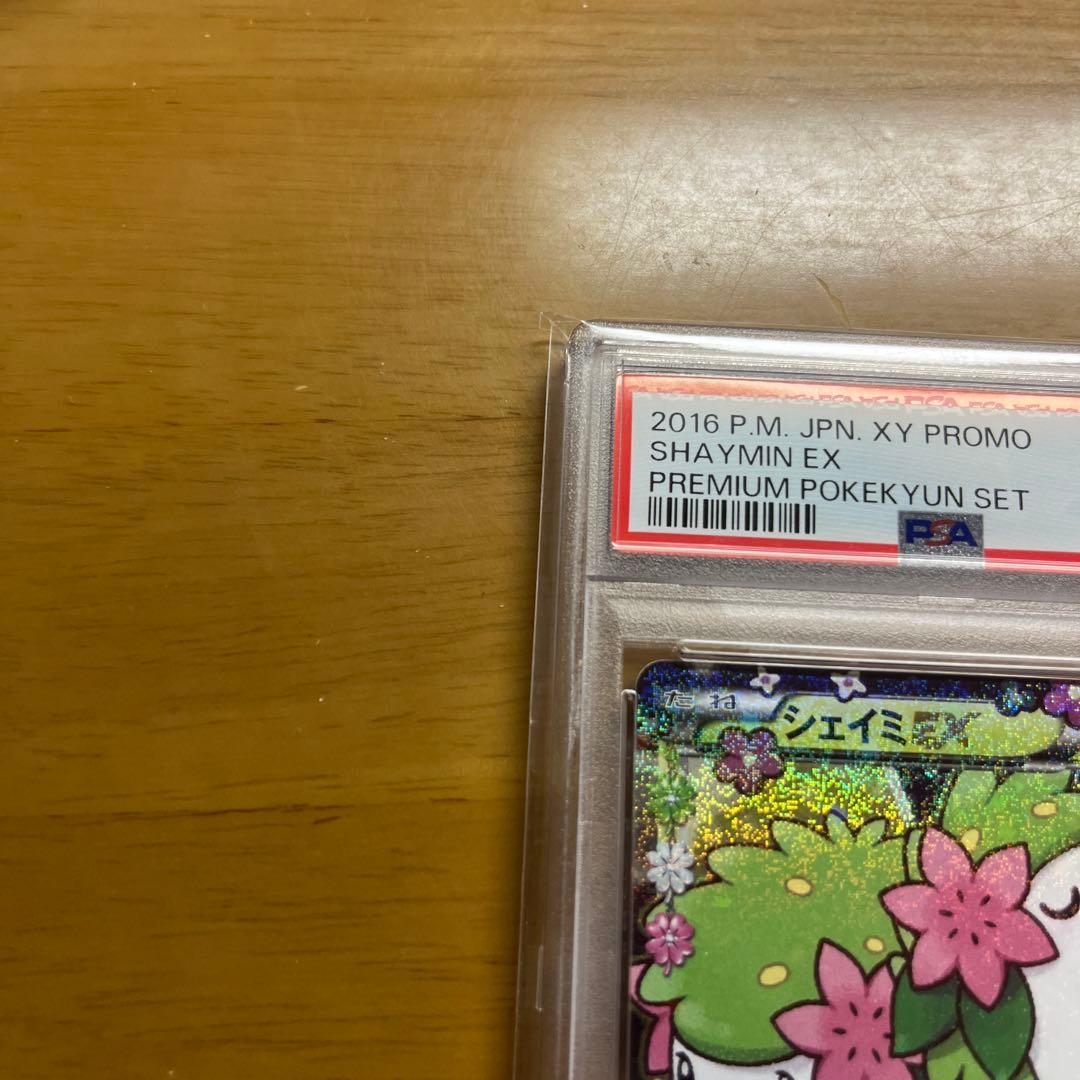 2016 P.M. JPN. XY PROMO
SHAYMIN EX
PREMIUM POKEKYUN SET
PSA
たね
シェイミEX